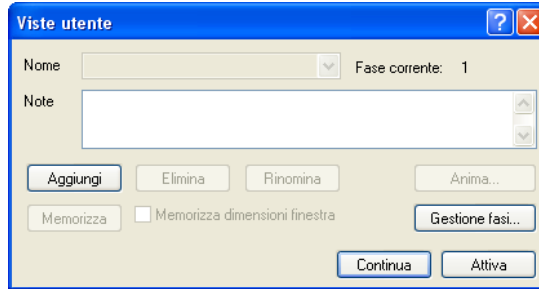 Viste utente
Nome Fase corrente: 1
Note
Aggiungi Elimina Rinomina Anima...
Memorizza Memorizza dimensioni finestra Gestione fasi...
Continua Attiva